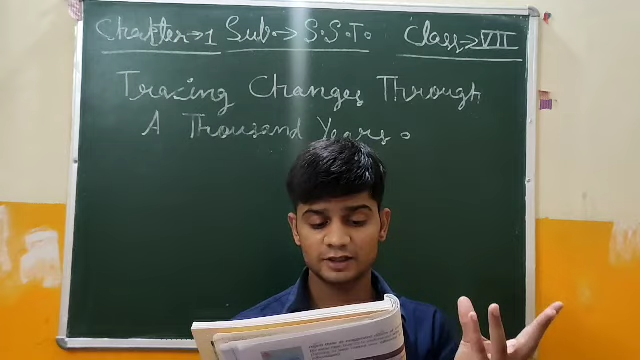 Chapter→1 Sub.→ S.S.T. Class→VII
Tracing Changes Through
A Thousand Years.